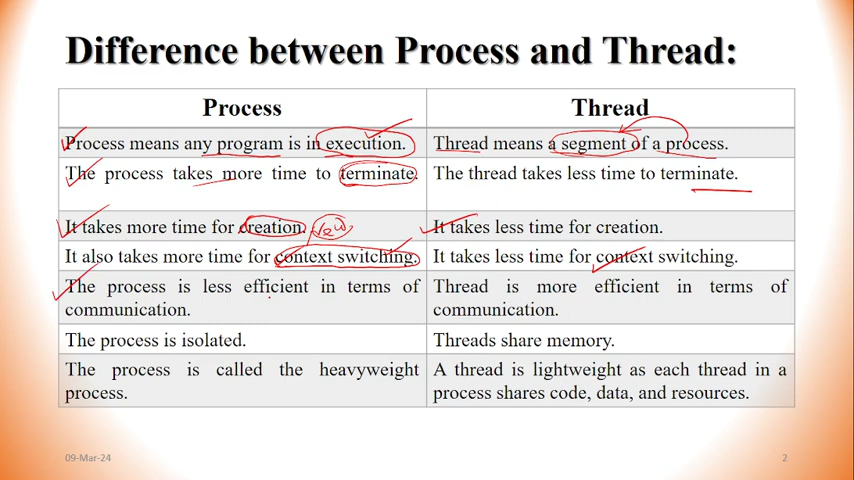 Difference between Process and Thread:
Process
Thread
Process means any program is in execution.
Thread means a segment of a process.
The process takes more time to terminate.
The thread takes less time to terminate.
It takes more time for creation.
It takes less time for creation.
It also takes more time for context switching.
It takes less time for context switching.
The process is less efficient in terms of
communication.
Thread is more efficient in terms of
communication.
The process is isolated.
Threads share memory.
The process is called the heavyweight
process.
A thread is lightweight as each thread in a
process shares code, data, and resources.
09-Mar-24
2